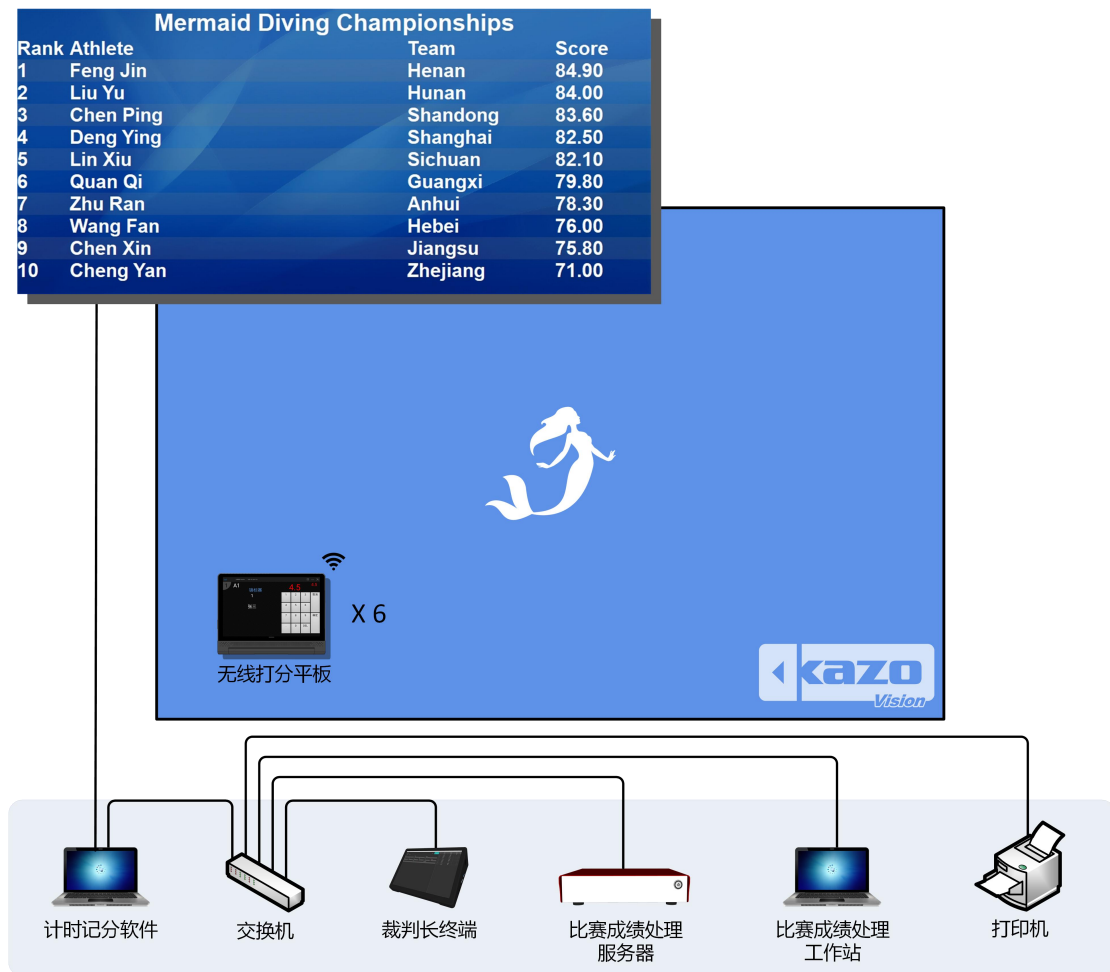 Mermaid Diving Championships
Rank Athlete Team Score
1 Feng Jin Henan 84.90
2 Liu Yu Hunan 84.00
3 Chen Ping Shandong 83.60
4 Deng Ying Shanghai 82.50
5 Lin Xiu Sichuan 82.10
6 Quan Qi Guangxi 79.80
7 Zhu Ran Anhui 78.30
8 Wang Fan Hebei 76.00
9 Chen Xin Jiangsu 75.80
10 Cheng Yan Zhejiang 71.00
A1
4.5
X 6
无线打分平板
kazo
Vision
计时记分软件
交换机
裁判长终端
比赛成绩处理
服务器
比赛成绩处理
工作站
打印机